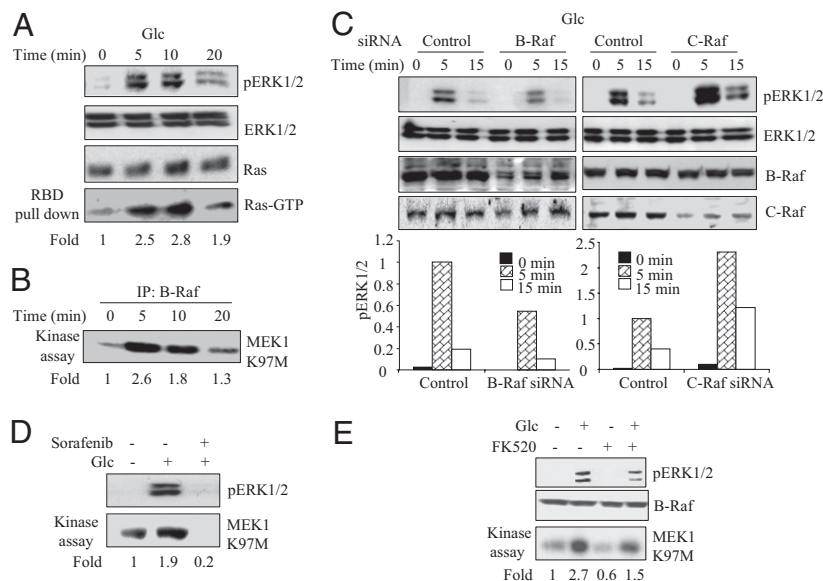 A
Glc
Time (min) 0 5 10 20
pERK1/2
ERK1/2
Ras
RBD pull down
Ras-GTP
Fold 1 2.5 2.8 1.9
B
IP: B-Raf
Time (min) 0 5 10 20
Kinase assay
MEK1 K97M
Fold 1 2.6 1.8 1.3
C
Glc
siRNA Control B-Raf Control C-Raf
Time (min) 0 5 15 0 5 15 0 5 15 0 5 15
pERK1/2
ERK1/2
B-Raf
C-Raf
pERK1/2
1.2
1
0.8
0.6
0.4
0.2
0
0 min
5 min
15 min
Control B-Raf siRNA
2.5
2
1.5
1
0.5
0
0 min
5 min
15 min
Control C-Raf siRNA
D
Sorafenib - - +
Glc - + +
pERK1/2
Kinase assay
MEK1 K97M
Fold 1 1.9 0.2
E
Glc - + - +
FK520 - - + +
pERK1/2
B-Raf
Kinase assay
MEK1 K97M
Fold 1 2.7 0.6 1.5